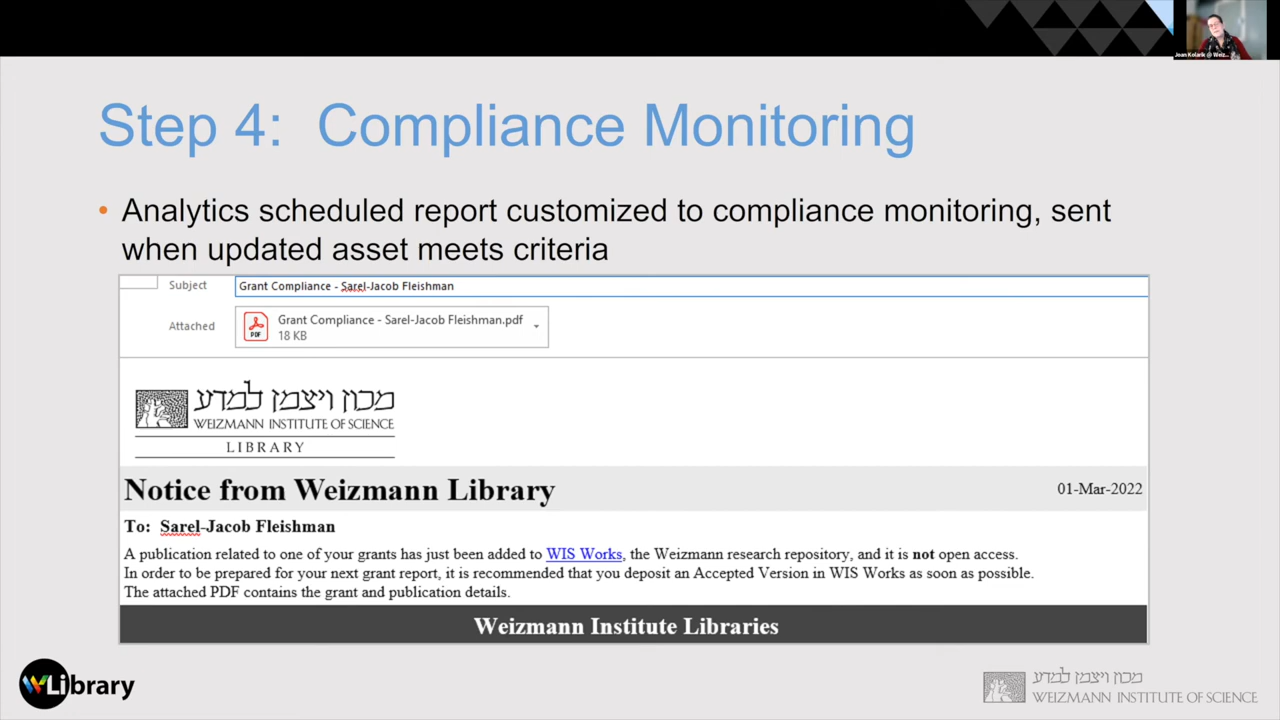 Joan Kolarik @ Weiz...
Step 4: Compliance Monitoring
• Analytics scheduled report customized to compliance monitoring, sent
when updated asset meets criteria
Subject Grant Compliance - Sarel-Jacob Fleishman
Attached Grant Compliance - Sarel-Jacob Fleishman.pdf
18 KB
PDF
מכון ויצמן למדע
WEIZMANN INSTITUTE OF SCIENCE
LIBRARY
Notice from Weizmann Library 01-Mar-2022
To: Sarel-Jacob Fleishman
A publication related to one of your grants has just been added to WIS Works, the Weizmann research repository, and it is not open access.
In order to be prepared for your next grant report, it is recommended that you deposit an Accepted Version in WIS Works as soon as possible.
The attached PDF contains the grant and publication details.
Weizmann Institute Libraries
WLibrary
מכון ויצמן למדע
WEIZMANN INSTITUTE OF SCIENCE